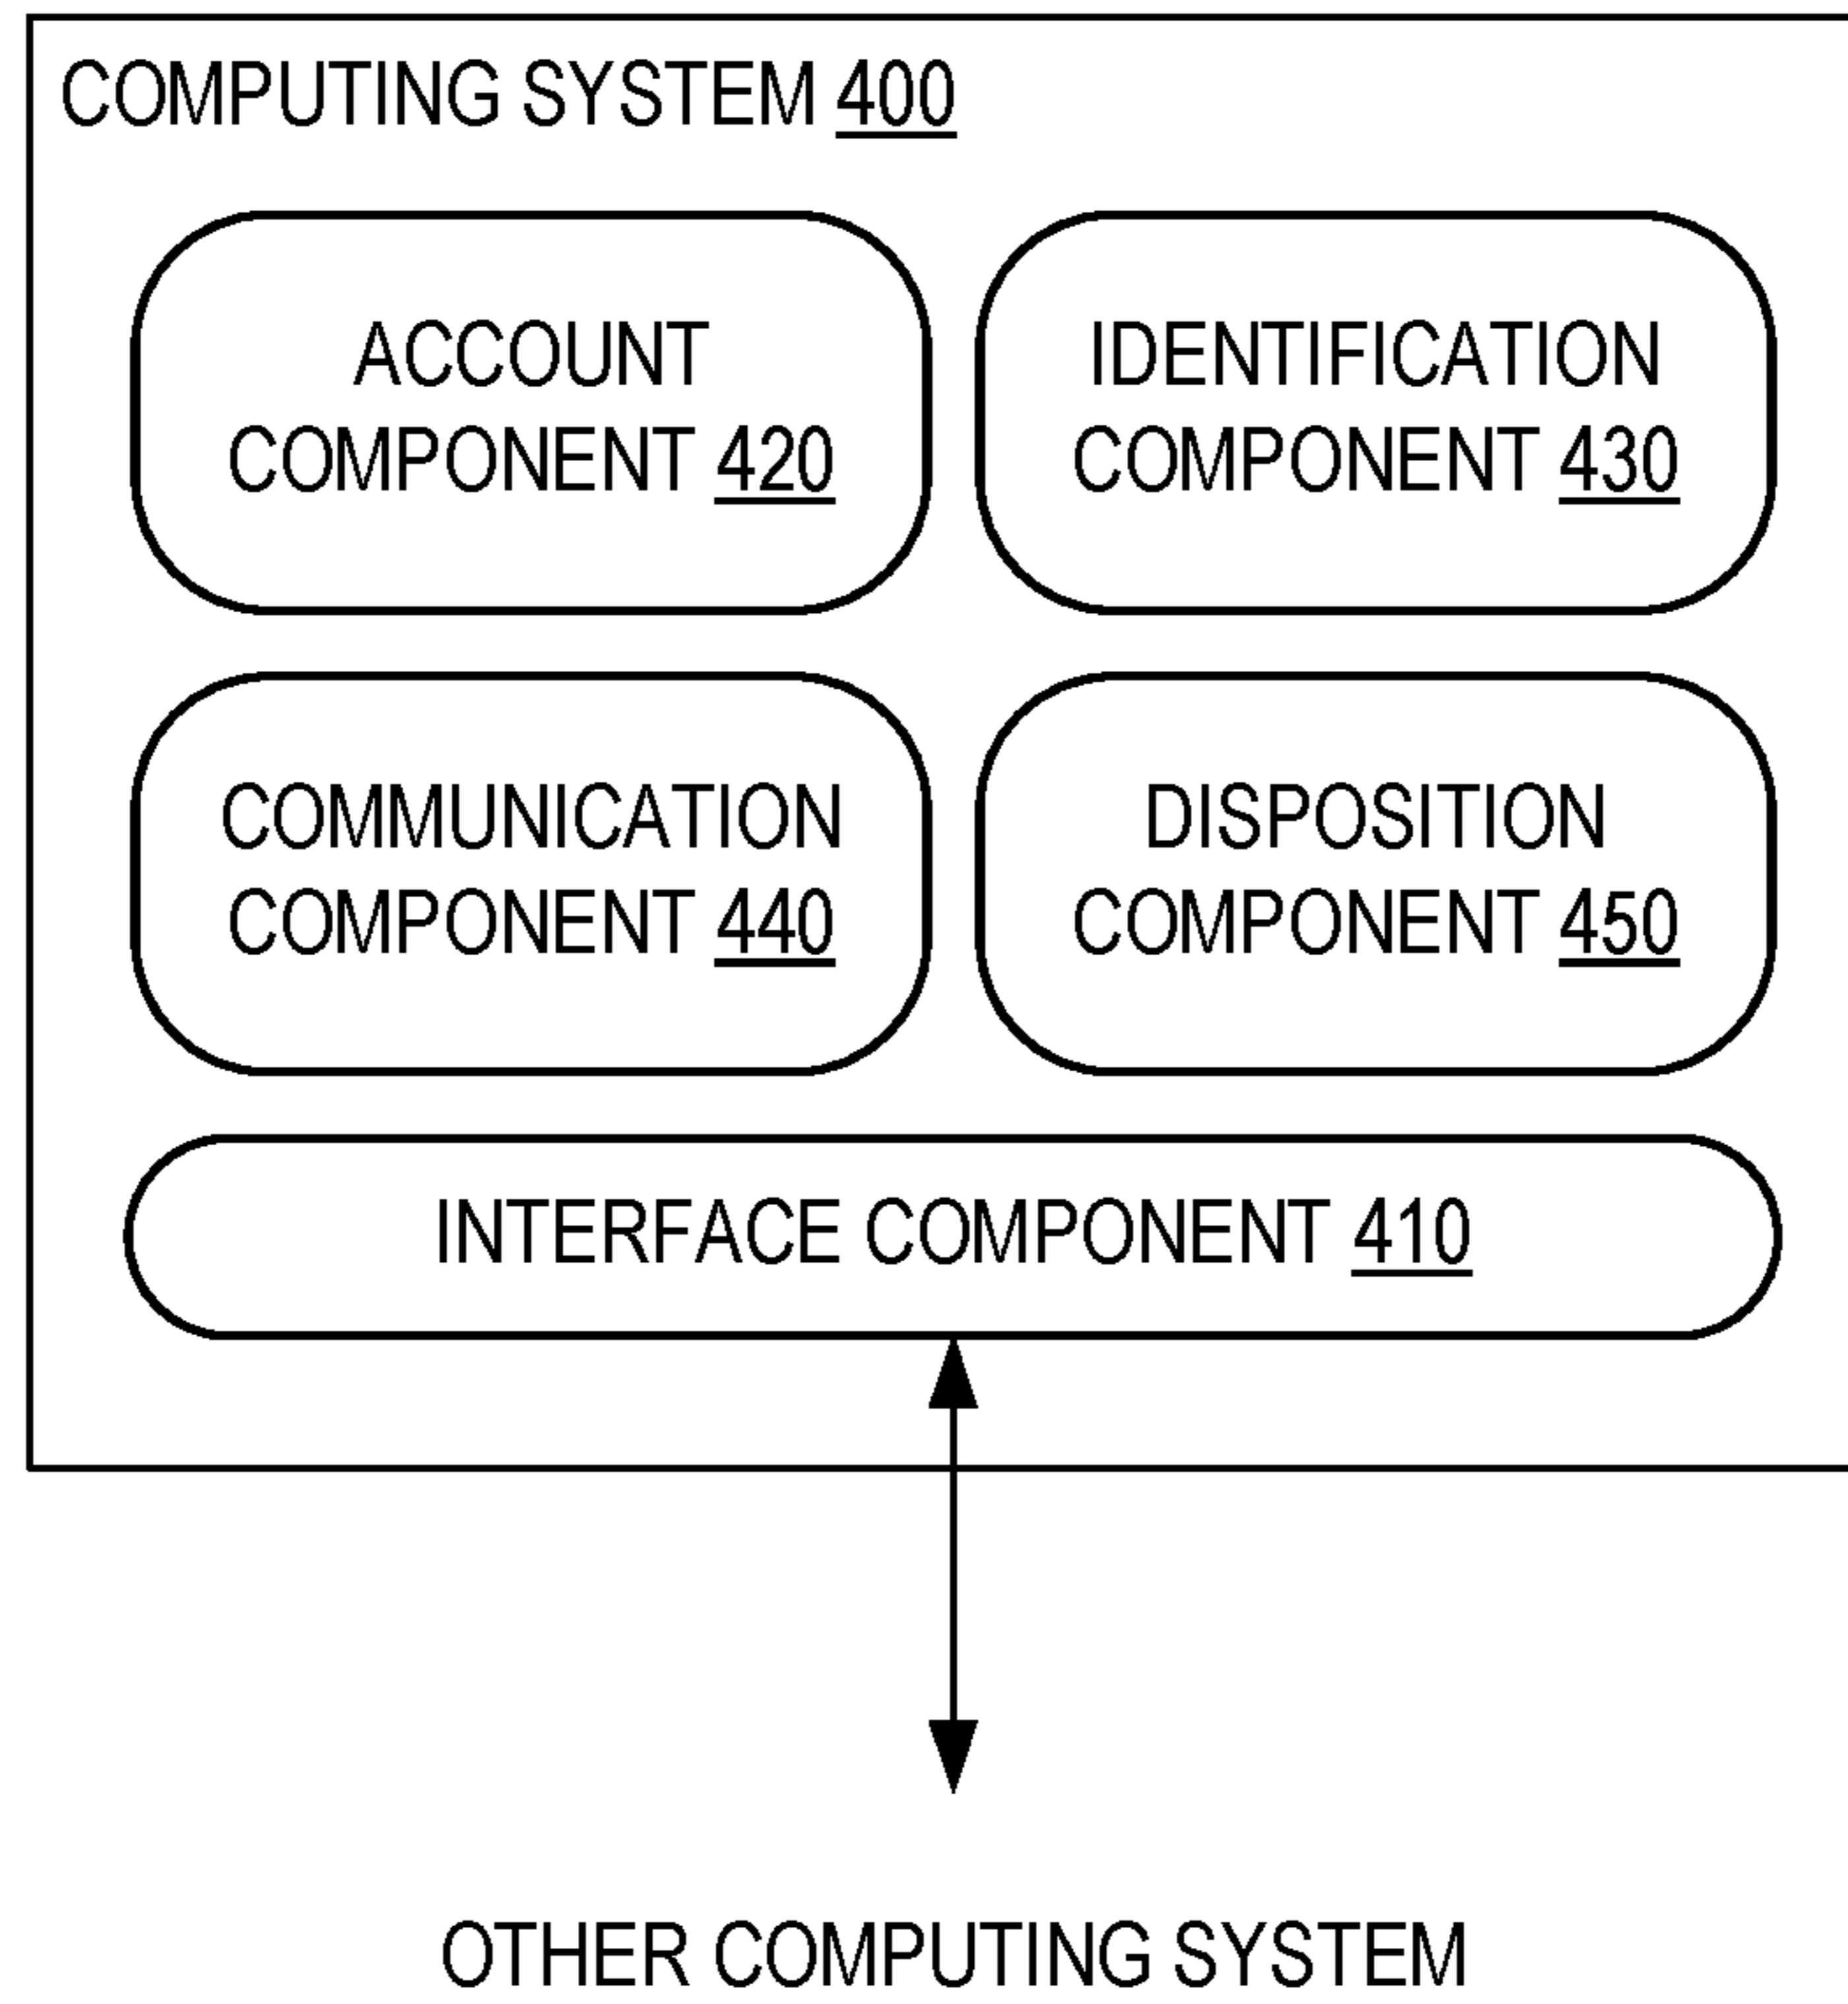 COMPUTING SYSTEM 400
ACCOUNT
COMPONENT 420
IDENTIFICATION
COMPONENT 430
COMMUNICATION
COMPONENT 440
DISPOSITION
COMPONENT 450
INTERFACE COMPONENT 410
OTHER COMPUTING SYSTEM